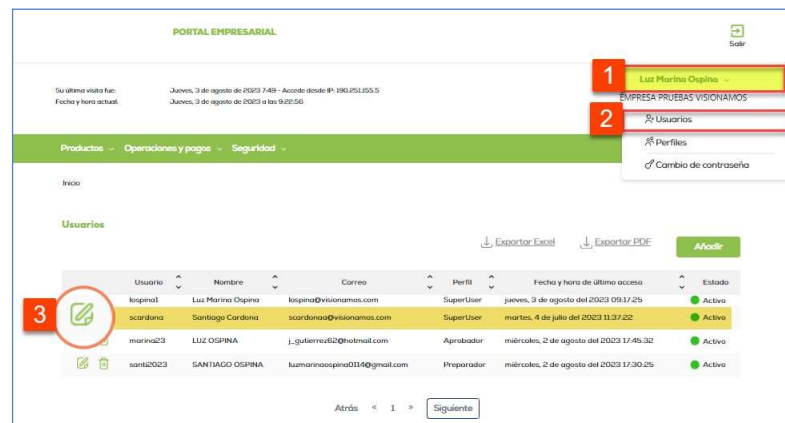 PORTAL EMPRESARIAL
Salir
1
Luz Marina Ospina
Su última visita fue: Jueves, 3 de agosto de 2023 7:49 - Accede desde IP: 190.251.155.5
EMPRESA PRUEBAS VISIONAMOS
Fecha y hora actual: Jueves, 3 de agosto de 2023 a las 9:22:56
2
Usuarios
Perfiles
Productos Operaciones y pagos Seguridad
Cambio de contraseña
Inicio
Usuarios
Exportar Excel Exportar PDF Añadir
Usuario Nombre Correo Perfil Fecha y hora de último acceso Estado
lospina1 Luz Marina Ospina lospina@visionamos.com SuperUser jueves, 3 de agosto del 2023 09:17:25 Activo
3
scardona Santiago Cardona scardonaa@visionamos.com SuperUser martes, 4 de julio del 2023 11:37:22 Activo
marina23 LUZ OSPINA j_gutierrez62@hotmail.com Aprobador miércoles, 2 de agosto del 2023 17:45:32 Activo
santi2023 SANTIAGO OSPINA luzmarinaospina0114@gmail.com Preparador miércoles, 2 de agosto del 2023 17:30:25 Activo
Atrás « 1 » Siguiente